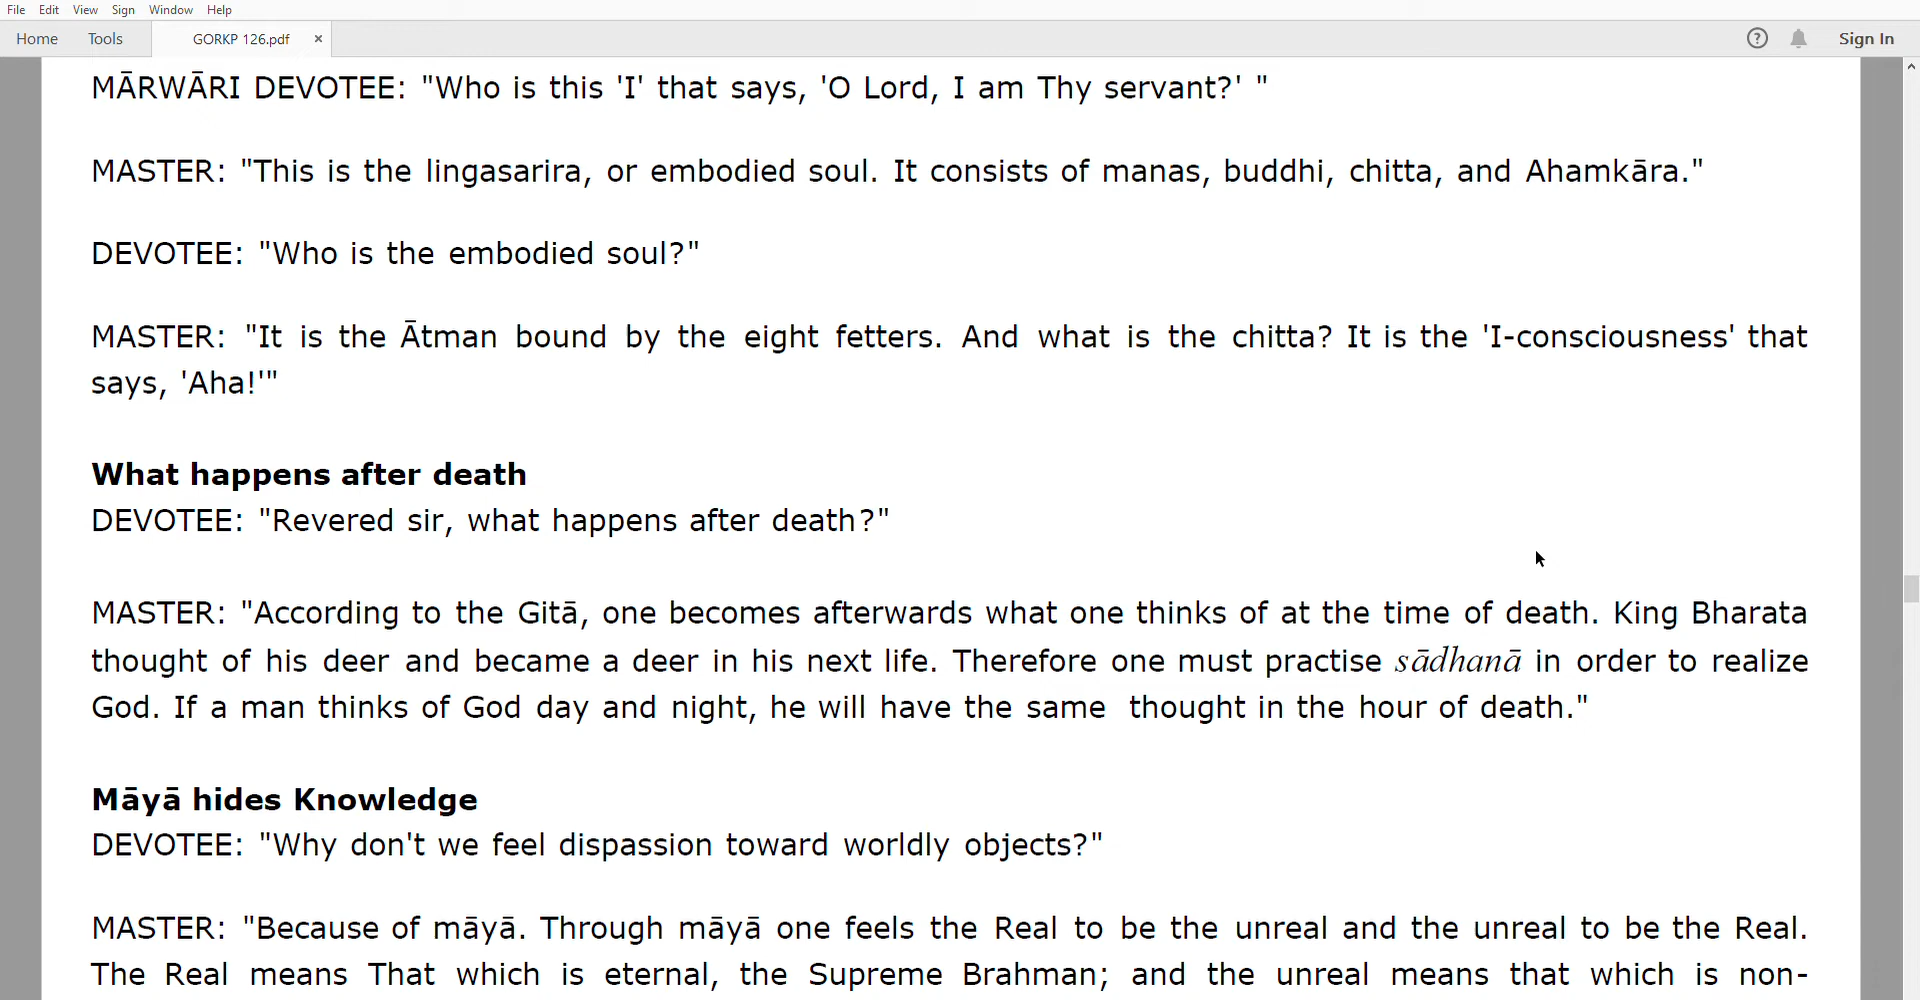 File Edit View Sign Window Help
Home Tools GORKP 126.pdf × ? Sign In
MĀRWĀRI DEVOTEE: "Who is this 'I' that says, 'O Lord, I am Thy servant?' "
MASTER: "This is the lingasarira, or embodied soul. It consists of manas, buddhi, chitta, and Ahamkāra."
DEVOTEE: "Who is the embodied soul?"
MASTER: "It is the Ātman bound by the eight fetters. And what is the chitta? It is the 'I-consciousness' that
says, 'Aha!'"
What happens after death
DEVOTEE: "Revered sir, what happens after death?"
MASTER: "According to the Gitā, one becomes afterwards what one thinks of at the time of death. King Bharata
thought of his deer and became a deer in his next life. Therefore one must practise sādhanā in order to realize
God. If a man thinks of God day and night, he will have the same thought in the hour of death."
Māyā hides Knowledge
DEVOTEE: "Why don't we feel dispassion toward worldly objects?"
MASTER: "Because of māyā. Through māyā one feels the Real to be the unreal and the unreal to be the Real.
The Real means That which is eternal, the Supreme Brahman; and the unreal means that which is non-